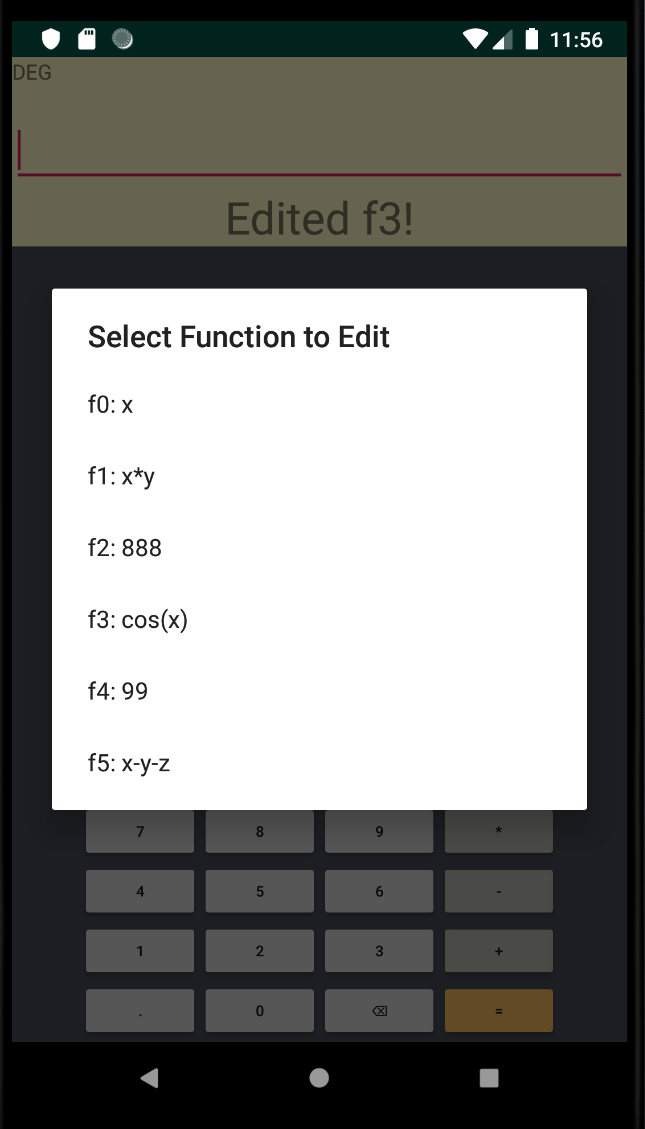 11:56
DEG
Edited f3!
Select Function to Edit
f0: x
f1: x*y
f2: 888
f3: cos(x)
f4: 99
f5: x-y-z
7 8 9 *
4 5 6 -
1 2 3 +
. 0 ⌫ =